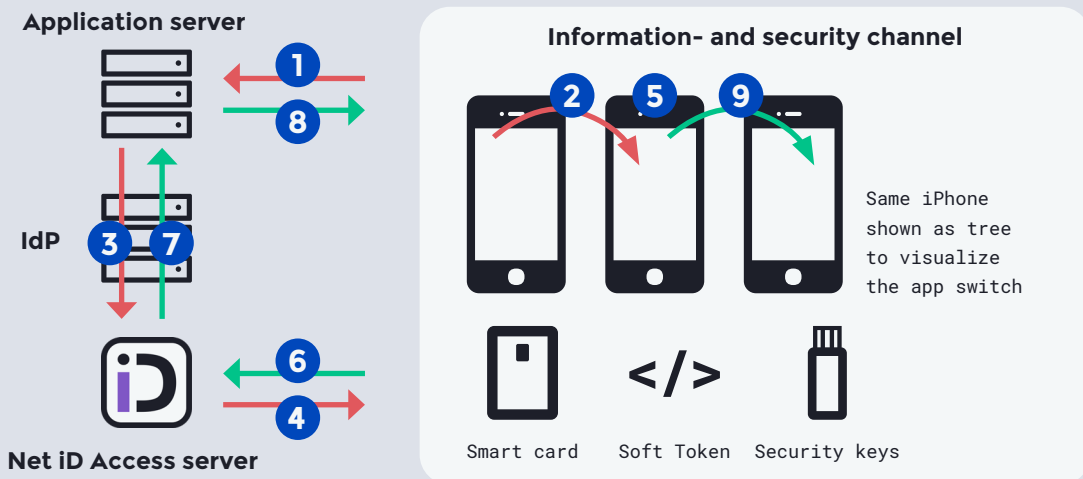 Application server
Information- and security channel
1
8
2
5
9
IdP
3
7
Same iPhone
shown as tree
to visualize
the app switch
iD
6
4
</>
Smart card
Soft Token
Security keys
Net iD Access server